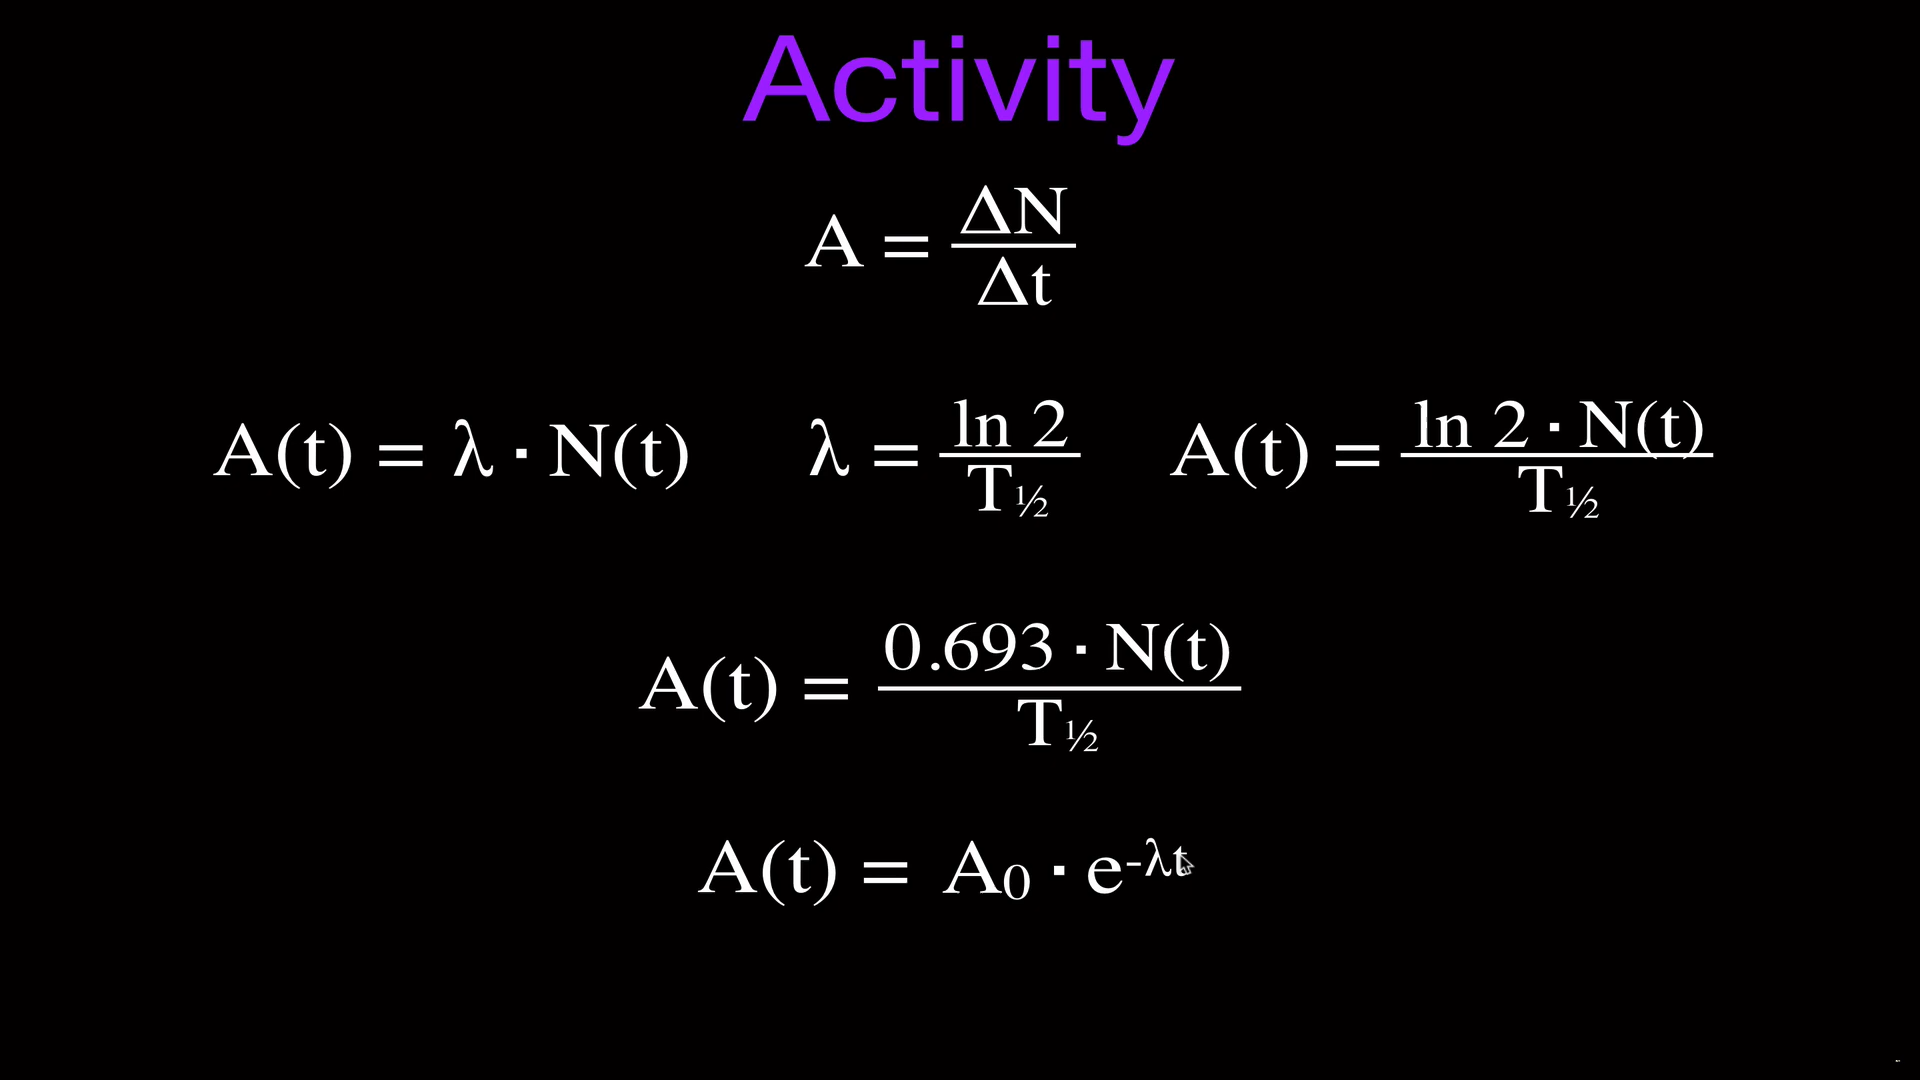 Activity
A = ΔN/Δt
A(t) = λ · N(t)    λ = ln 2/T½    A(t) = ln 2 · N(t)/T½
A(t) = 0.693 · N(t)/T½
A(t) = A₀ · e^-λt